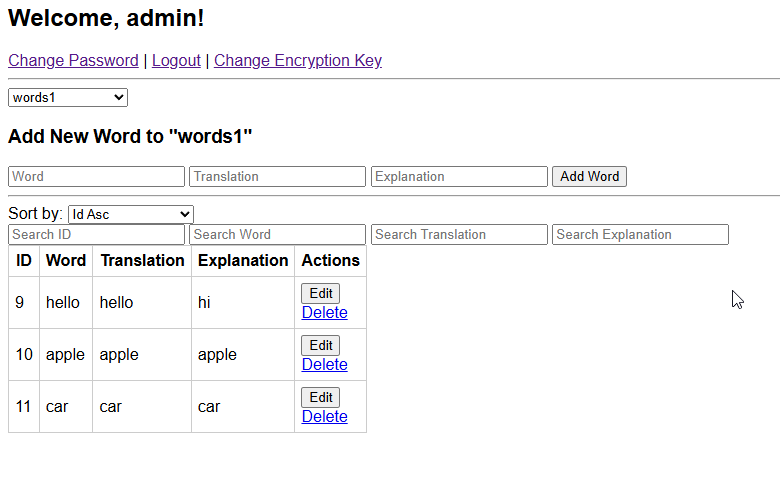 Welcome, admin!
Change Password | Logout | Change Encryption Key
words1
Add New Word to "words1"
Word Translation Explanation Add Word
Sort by: Id Asc
Search ID Search Word Search Translation Search Explanation
ID Word Translation Explanation Actions
9 hello hello hi Edit
Delete
10 apple apple apple Edit
Delete
11 car car car Edit
Delete